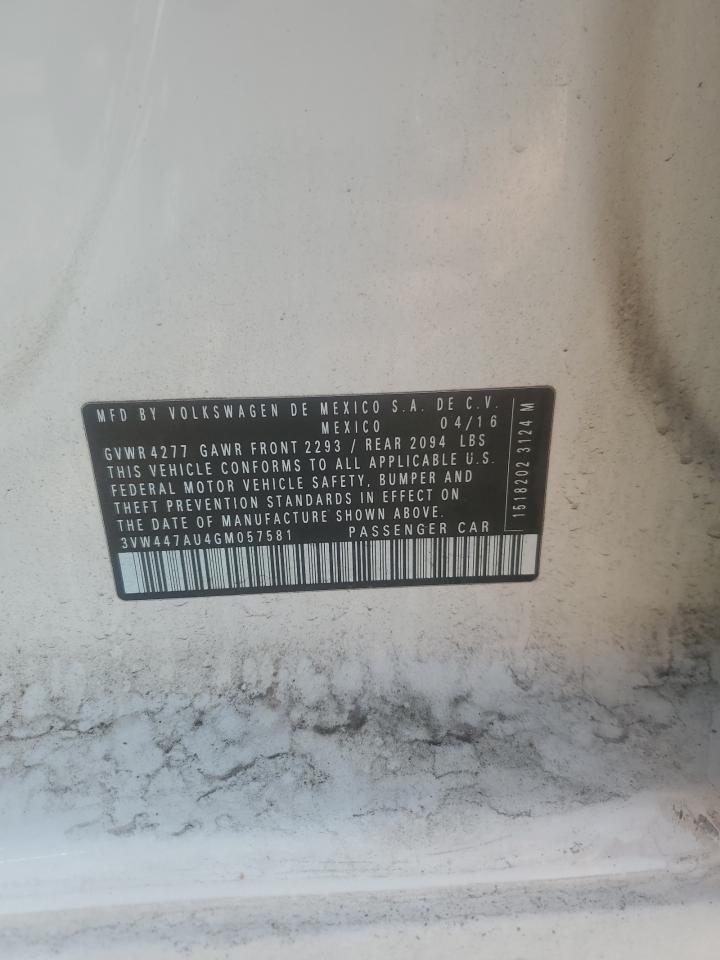 MFD BY VOLKSWAGEN DE MEXICO S.A. DE C.V.
MEXICO 04/16
GVWR 4277 GAWR FRONT 2293 / REAR 2094 LBS
THIS VEHICLE CONFORMS TO ALL APPLICABLE U.S.
FEDERAL MOTOR VEHICLE SAFETY, BUMPER AND
THEFT PREVENTION STANDARDS IN EFFECT ON
THE DATE OF MANUFACTURE SHOWN ABOVE.
3VW447AU4GM057581 PASSENGER CAR
1518202 3124 M